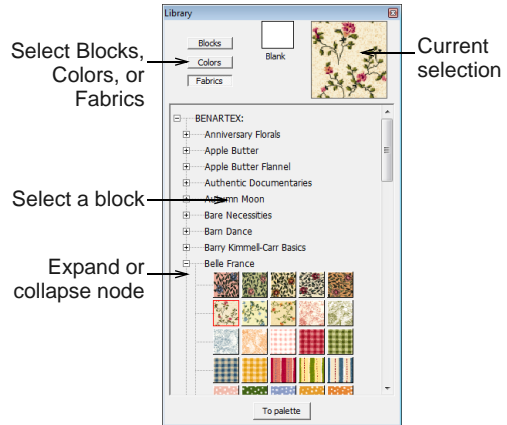 Library
Select Blocks,
Colors, or
Fabrics
Blocks
Colors
Fabrics
Blank
Current
selection
BENARTEX:
Anniversary Florals
Apple Butter
Apple Butter Flannel
Authentic Documentaries
Select a block
Autumn Moon
Bare Necessities
Barn Dance
Barry Kimmell-Carr Basics
Belle France
Expand or
collapse node
To palette